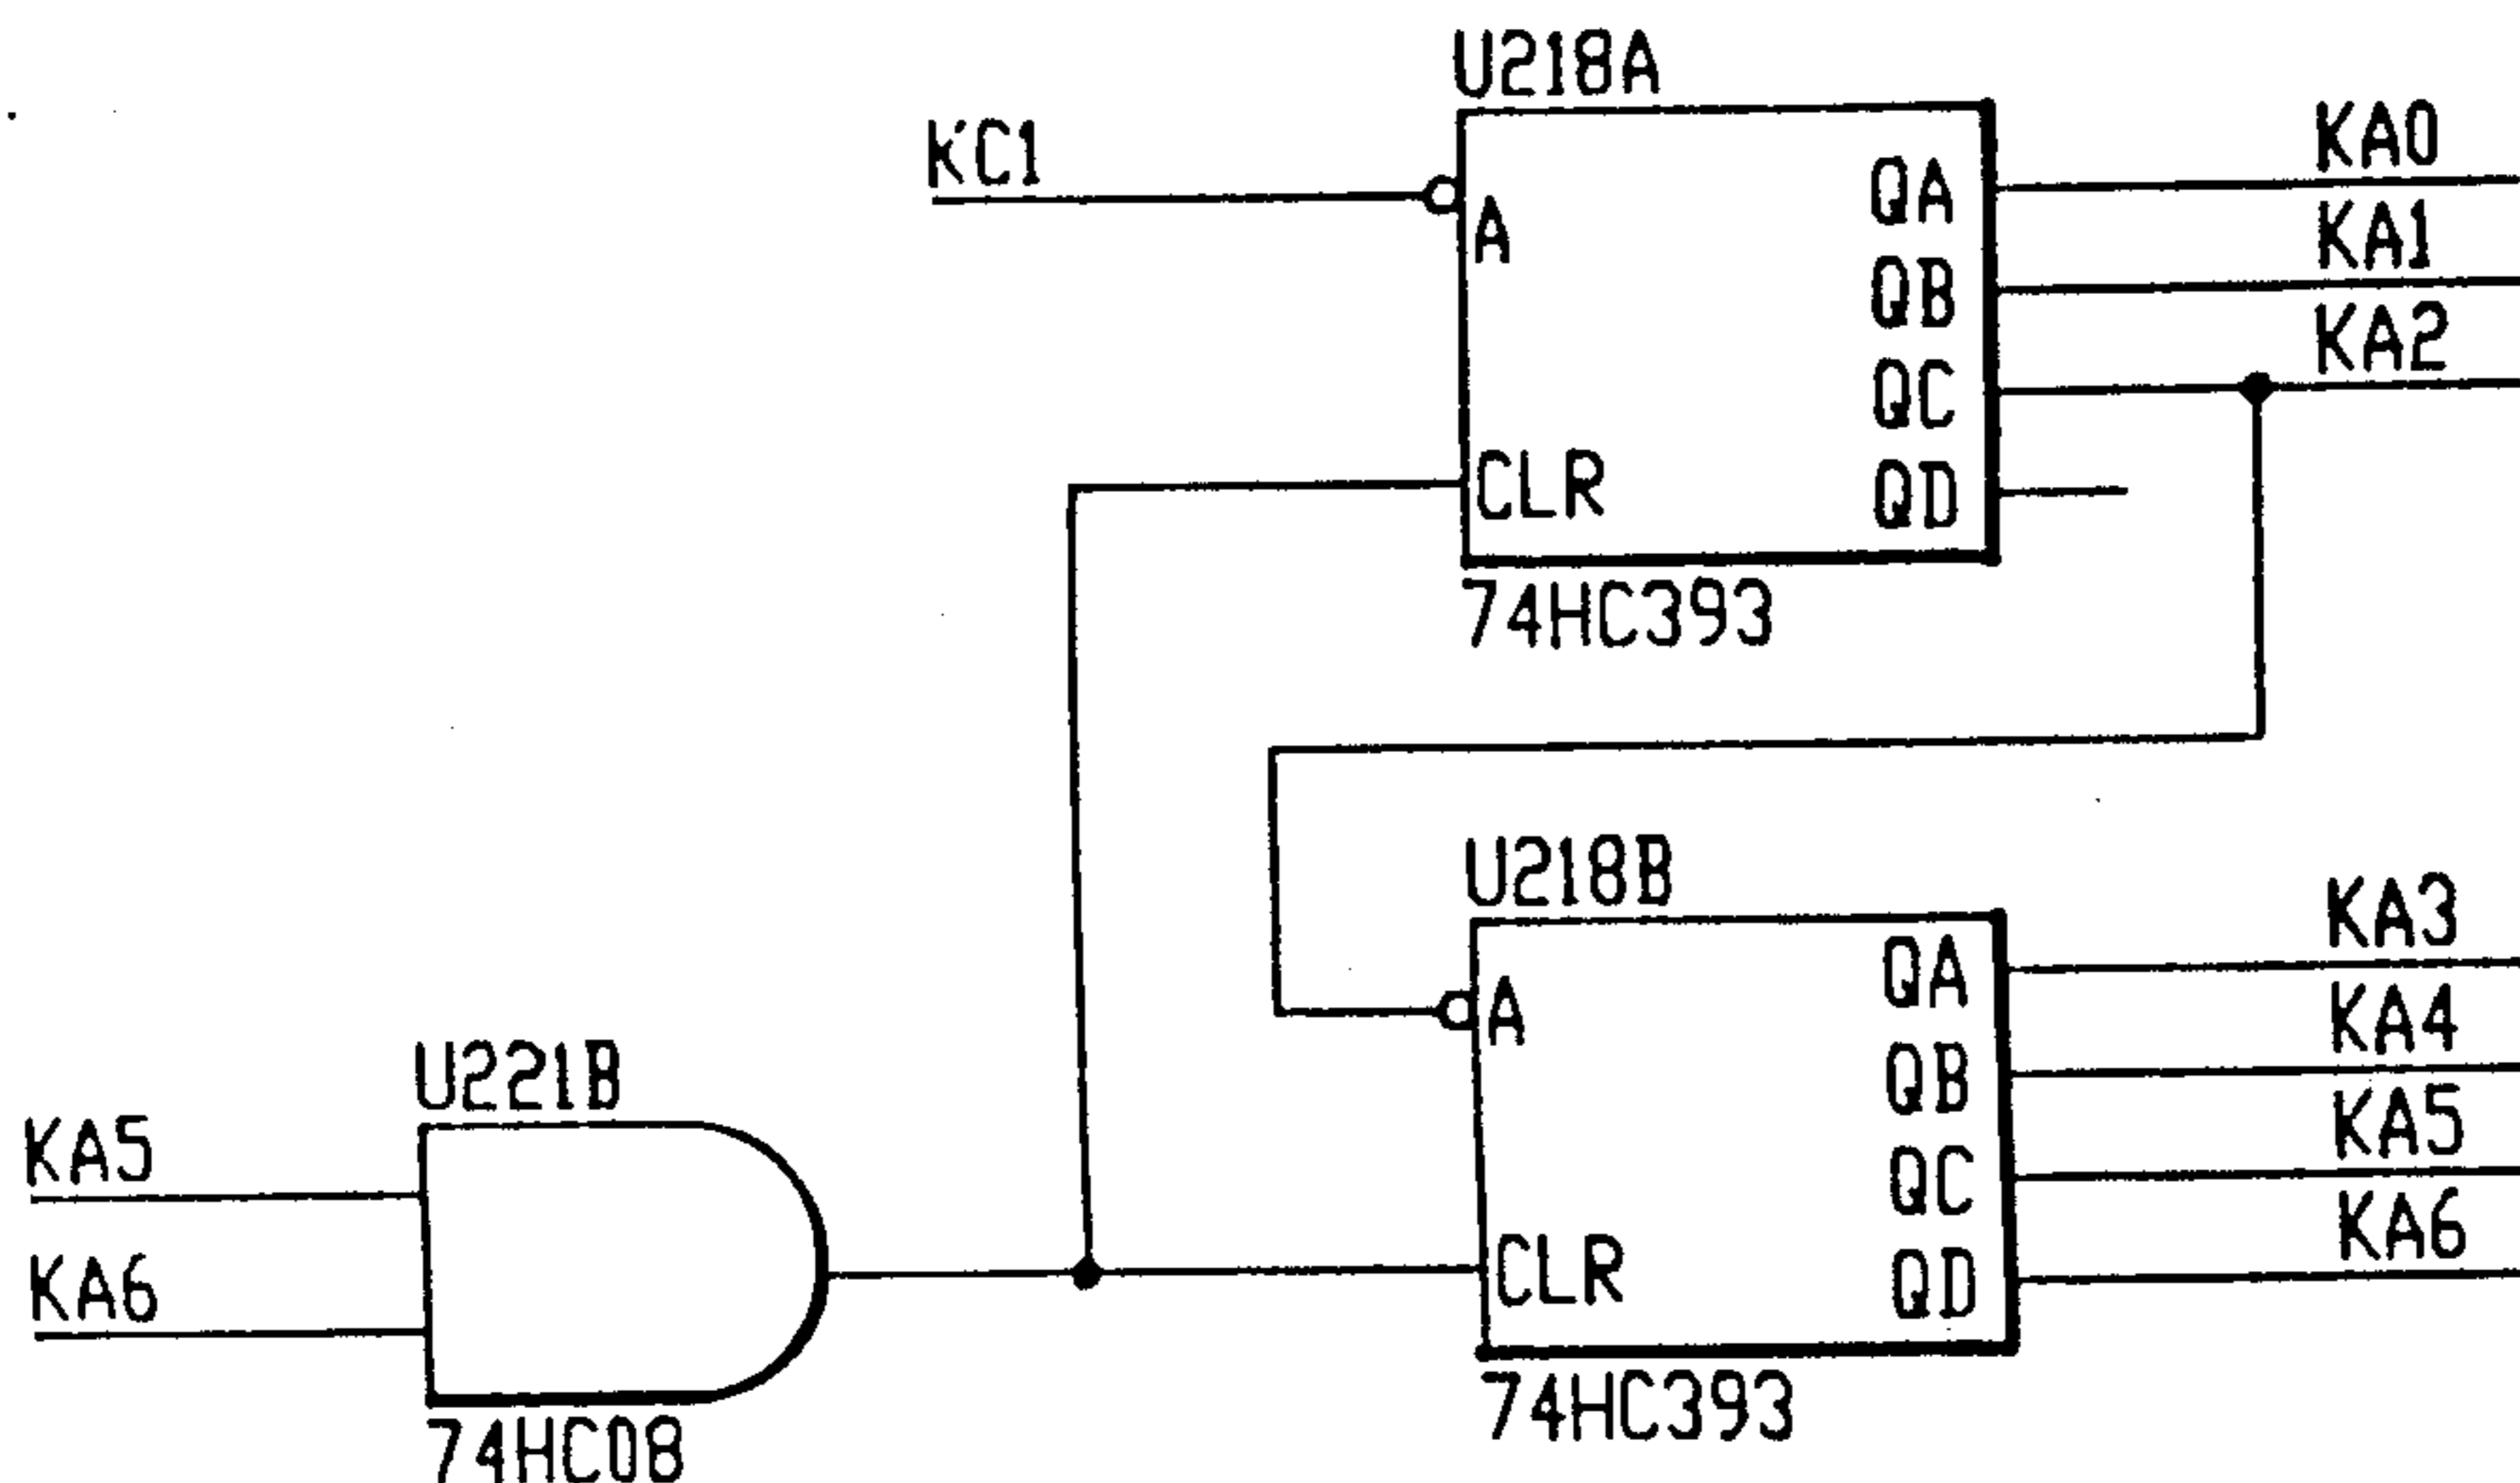 U218A
KC1
A
CLR
QA
QB
QC
QD
KA0
KA1
KA2
74HC393
U218B
A
CLR
QA
QB
QC
QD
KA3
KA4
KA5
KA6
74HC393
U221B
KA5
KA6
74HC08